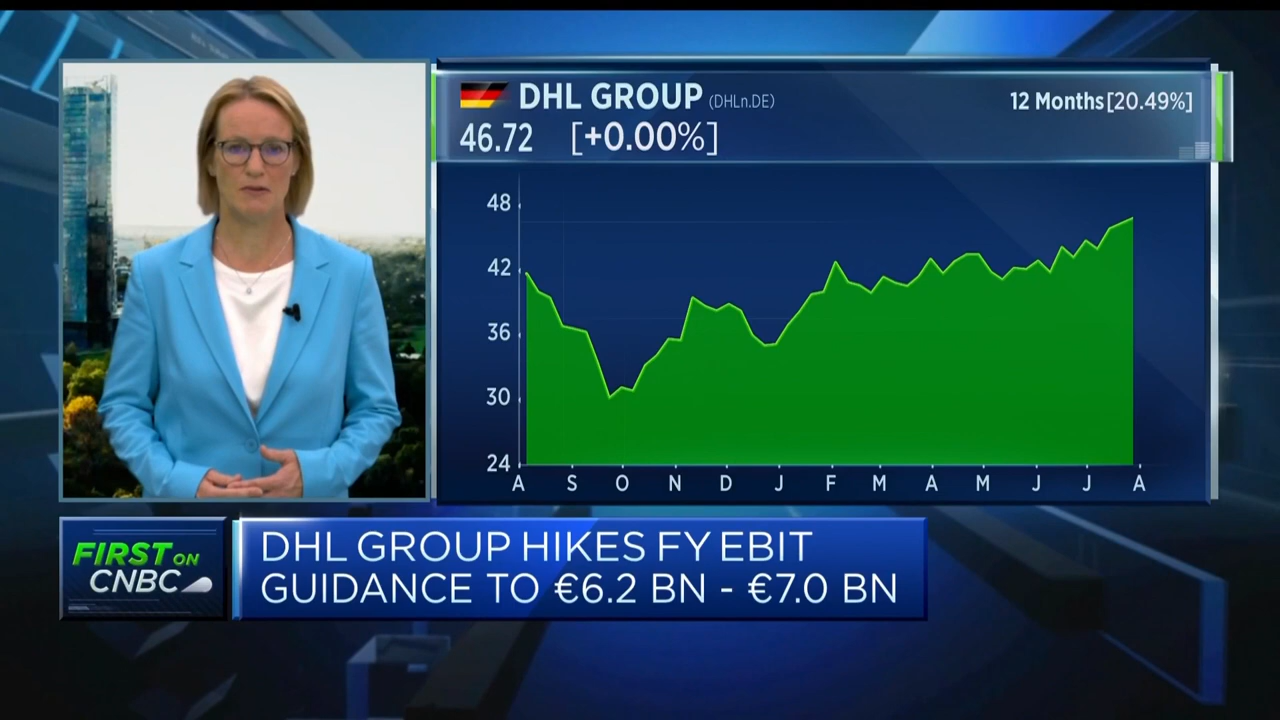 DHL GROUP (DHLn.DE)
12 Months [20.49%]
46.72 [+0.00%]
48
42
36
30
24
A S O N D J F M A M J J A
FIRST ON
CNBC
DHL GROUP HIKES FY EBIT
GUIDANCE TO €6.2 BN - €7.0 BN